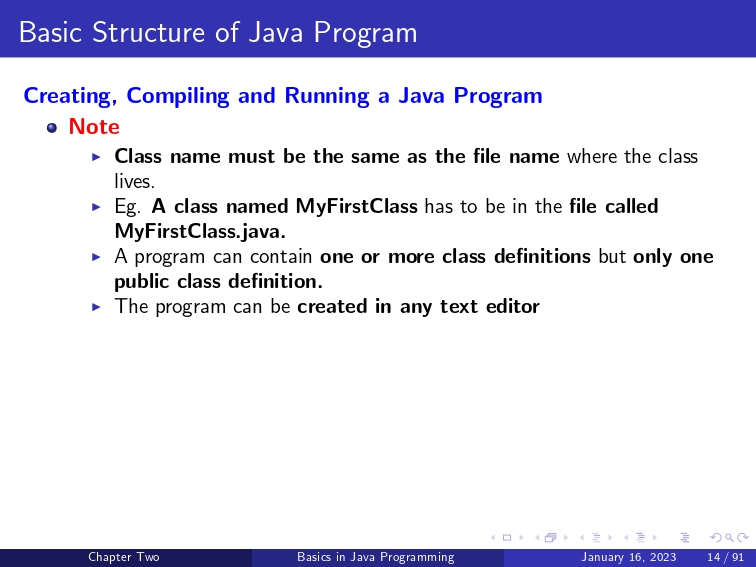 Basic Structure of Java Program
Creating, Compiling and Running a Java Program
Note
Class name must be the same as the file name where the class
lives.
Eg. A class named MyFirstClass has to be in the file called
MyFirstClass.java.
A program can contain one or more class definitions but only one
public class definition.
The program can be created in any text editor
Chapter Two Basics in Java Programming January 16, 2023 14 / 91